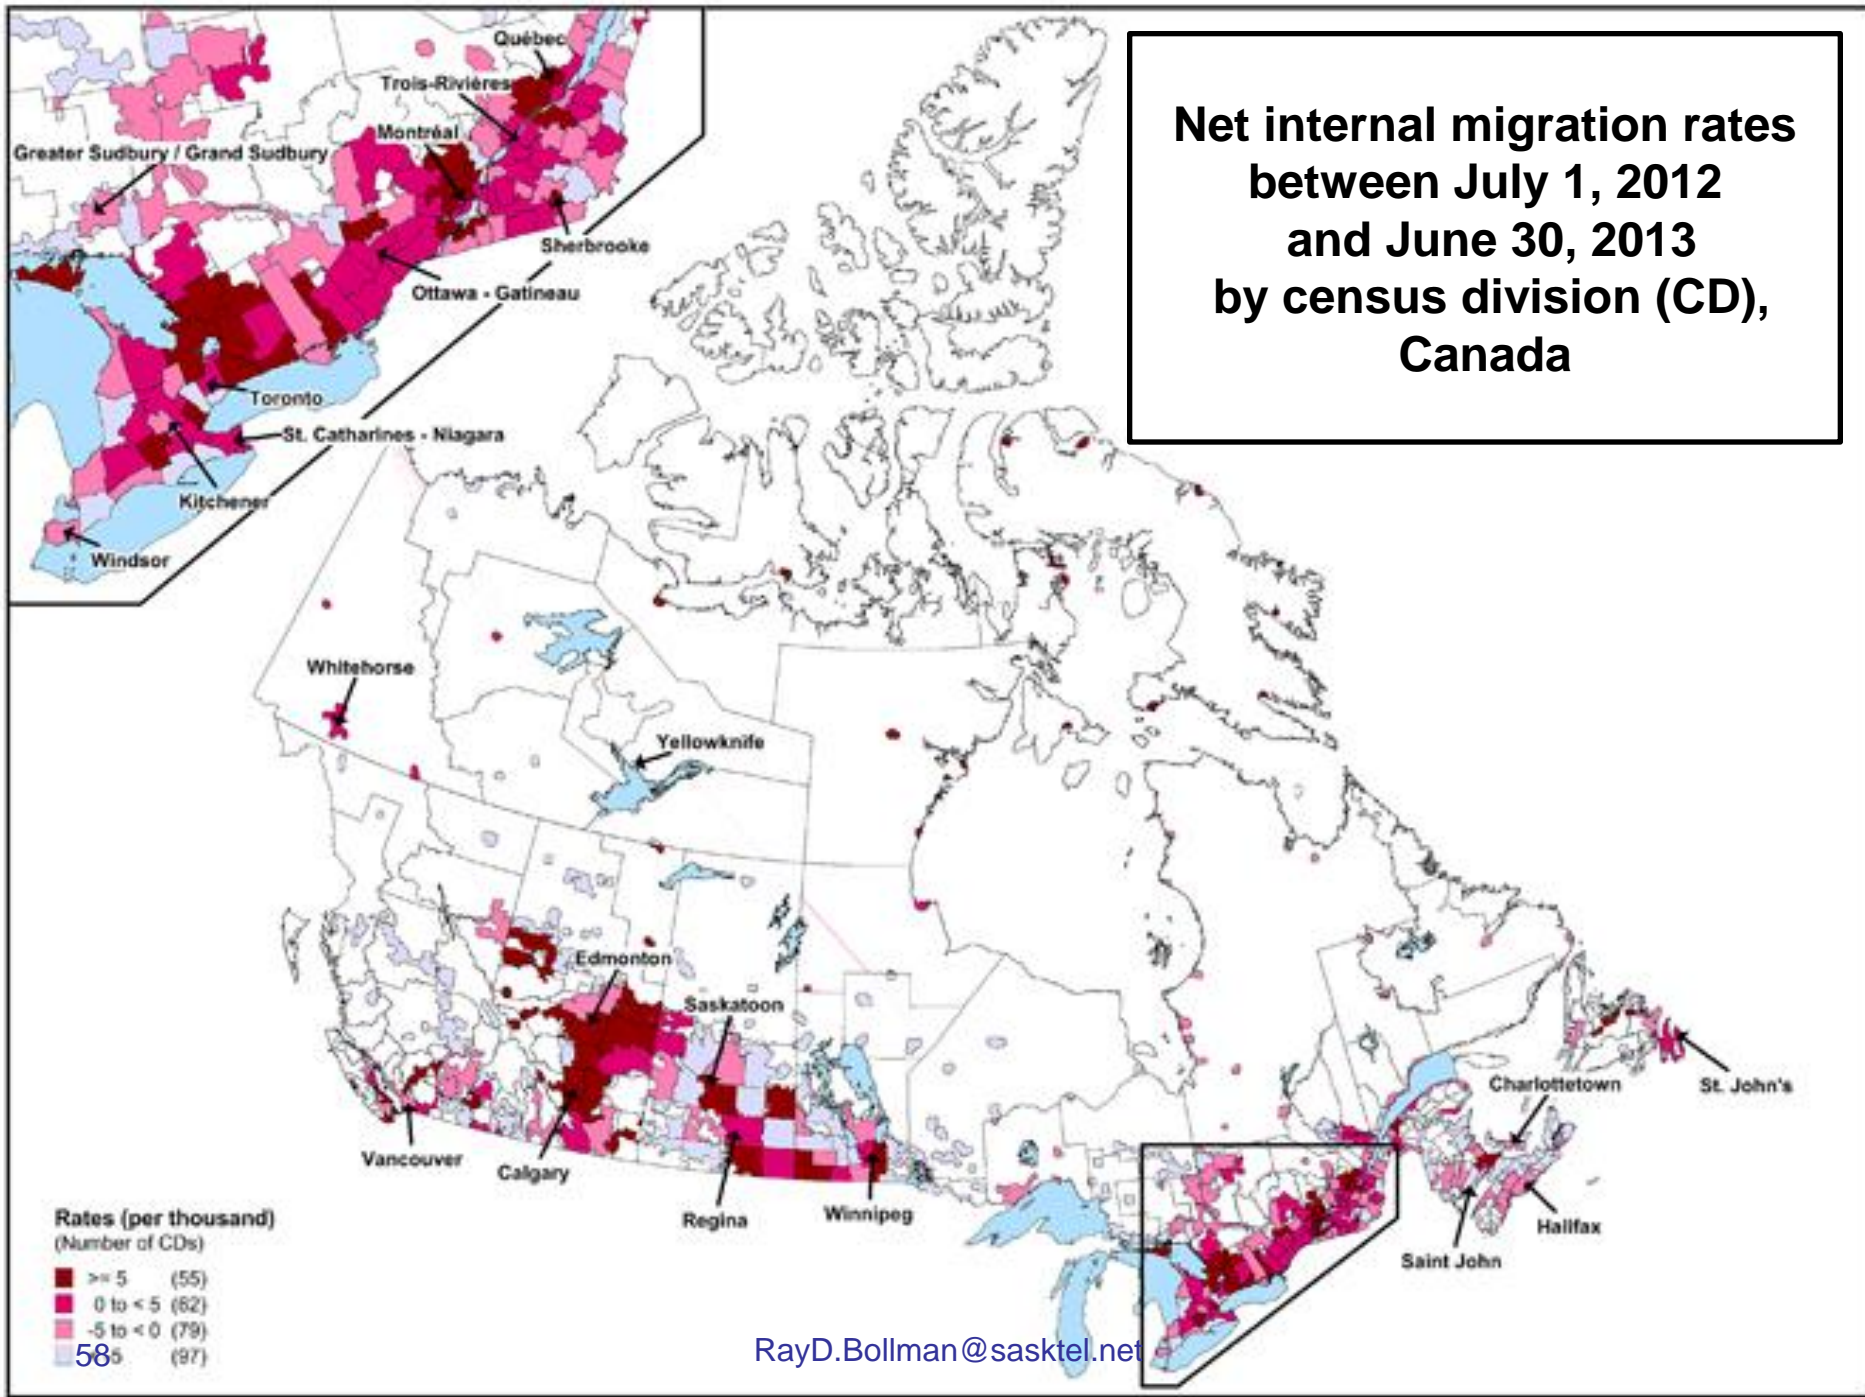 Net internal migration rates
between July 1, 2012
and June 30, 2013
by census division (CD),
Canada
Québec
Trois-Rivières
Montréal
Greater Sudbury / Grand Sudbury
Sherbrooke
Ottawa - Gatineau
Toronto
St. Catharines - Niagara
Kitchener
Windsor
Whitehorse
Yellowknife
Edmonton
Saskatoon
Vancouver
Calgary
Regina
Winnipeg
Charlottetown
St. John's
Halifax
Saint John
Rates (per thousand)
(Number of CDs)
>= 5 (55)
0 to < 5 (62)
-5 to < 0 (79)
5 (97)
58
RayD.Bollman@sasktel.net